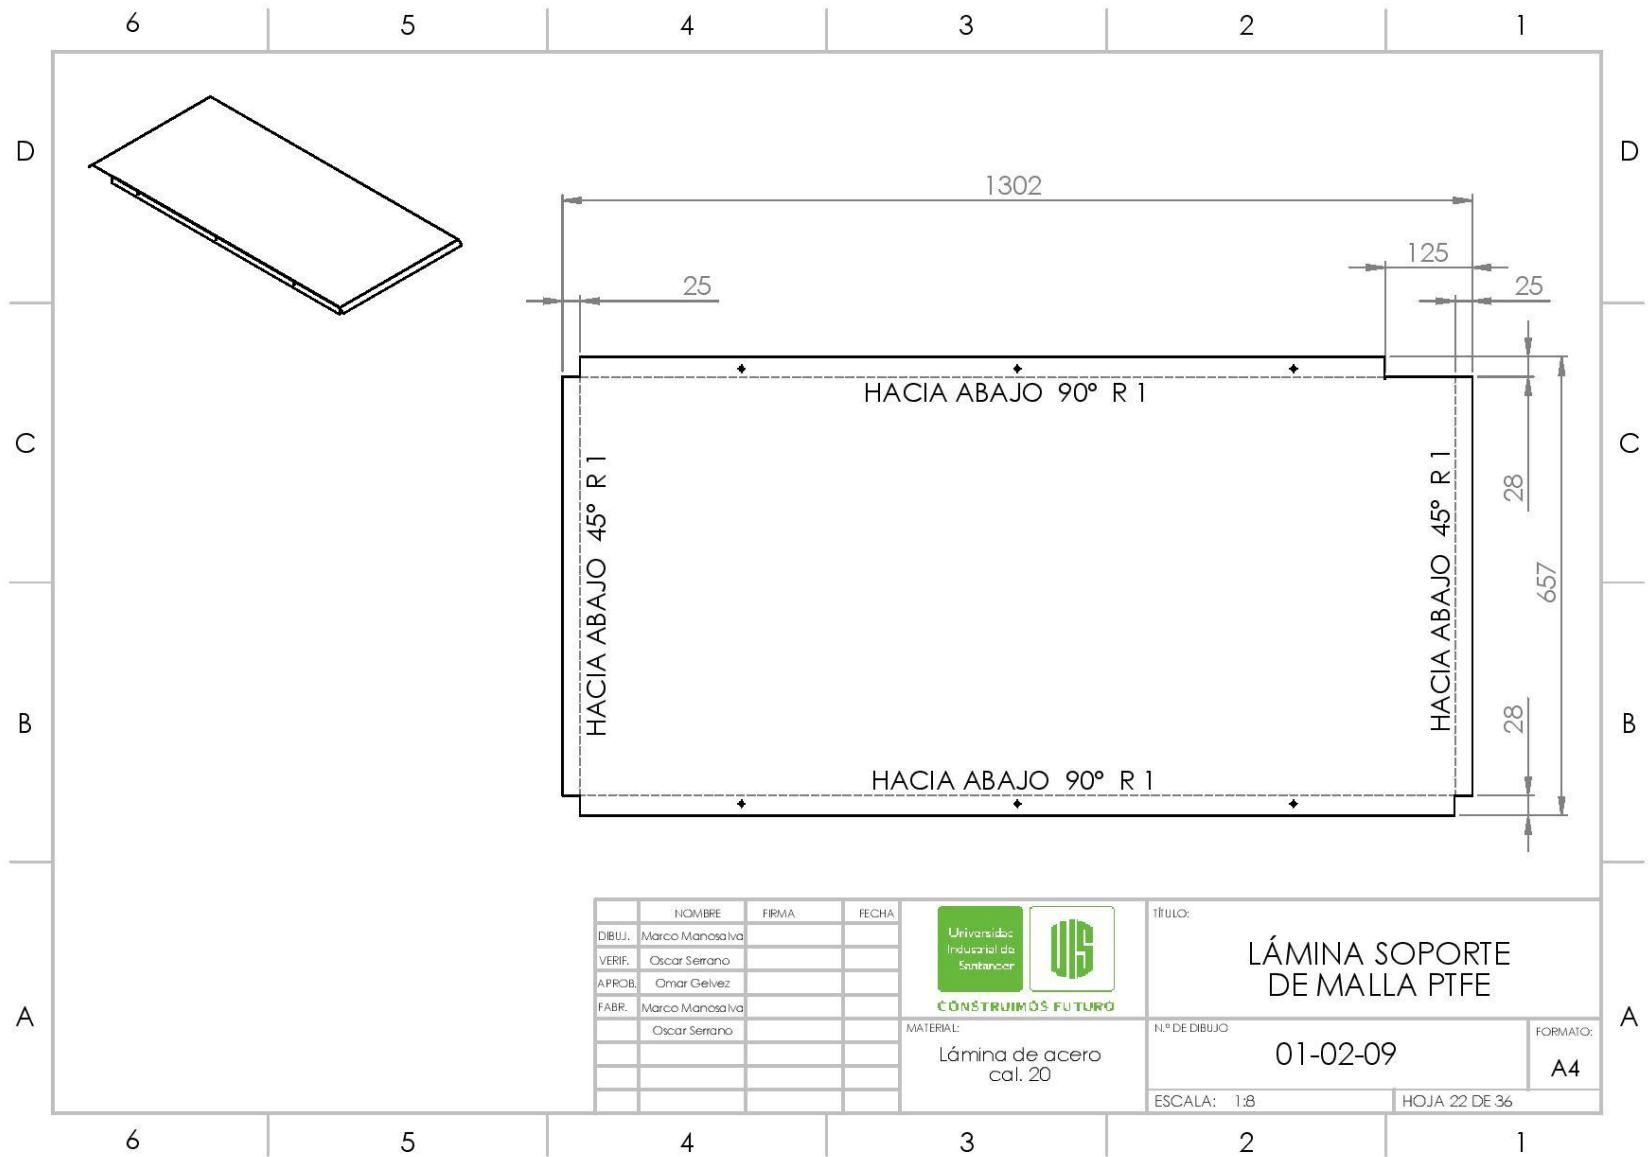 6 5 4 3 2 1
D D
1302
125
25 25
HACIA ABAJO 90° R 1
C C
HACIA ABAJO 45° R 1
HACIA ABAJO 45° R 1
28
657
28
B B
HACIA ABAJO 90° R 1
NOMBRE FIRMA FECHA
DIBUJ. Marco Manosalva
VERIF. Oscar Serrano
APROB. Omar Gelvez
FABR. Marco Manosalva
Oscar Serrano
Universidad
Industrial de
Santander
UIS
CONSTRUIMOS FUTURO
MATERIAL:
Lámina de acero
cal. 20
TÍTULO:
LÁMINA SOPORTE
DE MALLA PTFE
N.º DE DIBUJO
01-02-09
FORMATO:
A4
ESCALA: 1:8
HOJA 22 DE 36
A A
6 5 4 3 2 1